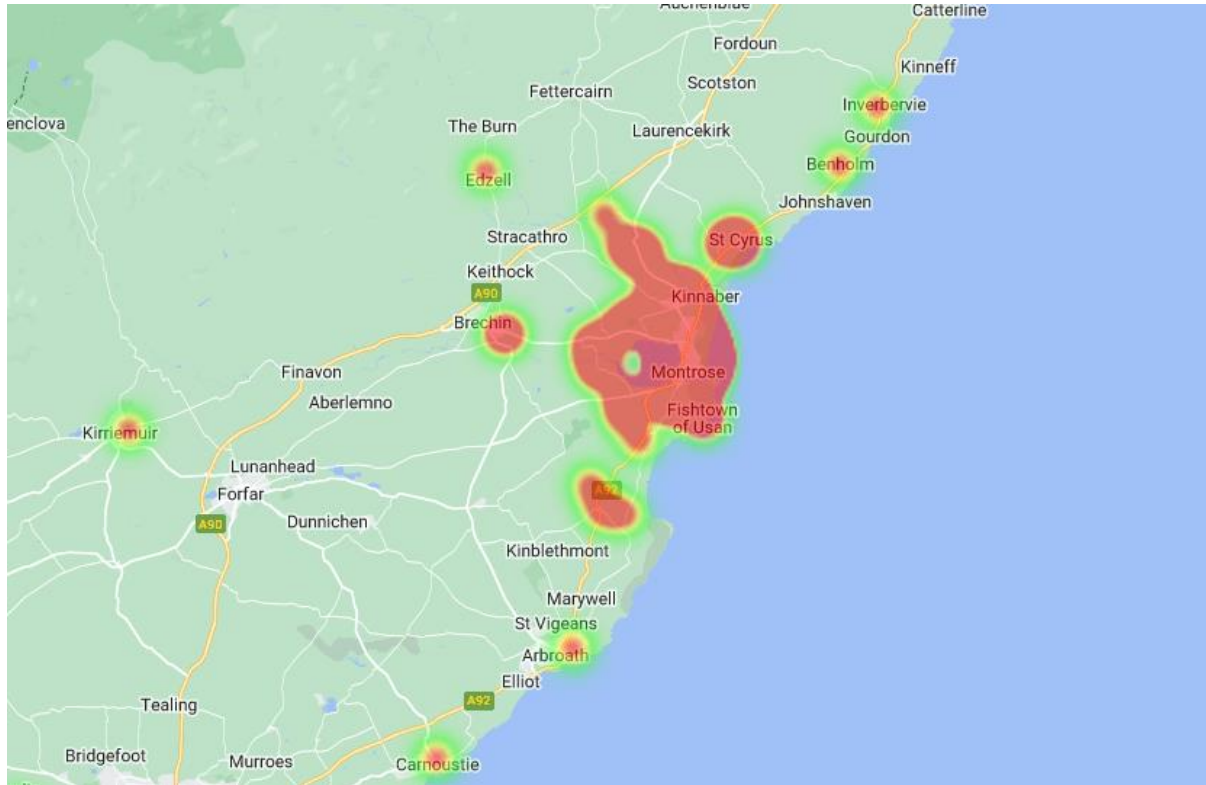 Catterline
Fordoun
Kinneff
Scotston
Fettercairn
Inverbervie
enclova
The Burn
Laurencekirk
Gourdon
Benholm
Edzell
Johnshaven
Stracathro
St Cyrus
Keithock
A90
Kinnaber
Brechin
Finavon
Montrose
Aberlemno
Fishtown
of Usan
Kirriemuir
Lunanhead
A92
Forfar
Dunnichen
A90
Kinblethmont
Marywell
St Vigeans
Arbroath
Elliot
A92
Tealing
Bridgefoot
Murroes
Carnoustie